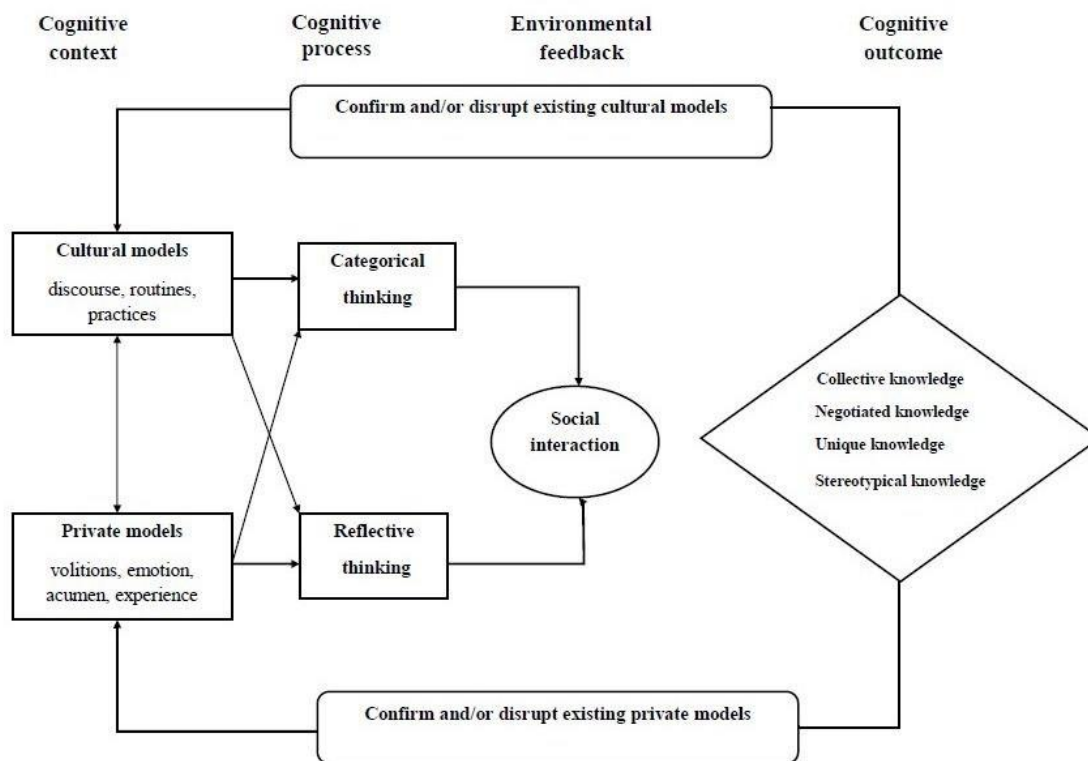 Cognitive
context
Cognitive
process
Environmental
feedback
Cognitive
outcome
Confirm and/or disrupt existing cultural models
Cultural models
discourse, routines,
practices
Categorical
thinking
Collective knowledge
Negotiated knowledge
Unique knowledge
Stereotypical knowledge
Social
interaction
Private models
volitions, emotion,
acumen, experience
Reflective
thinking
Confirm and/or disrupt existing private models